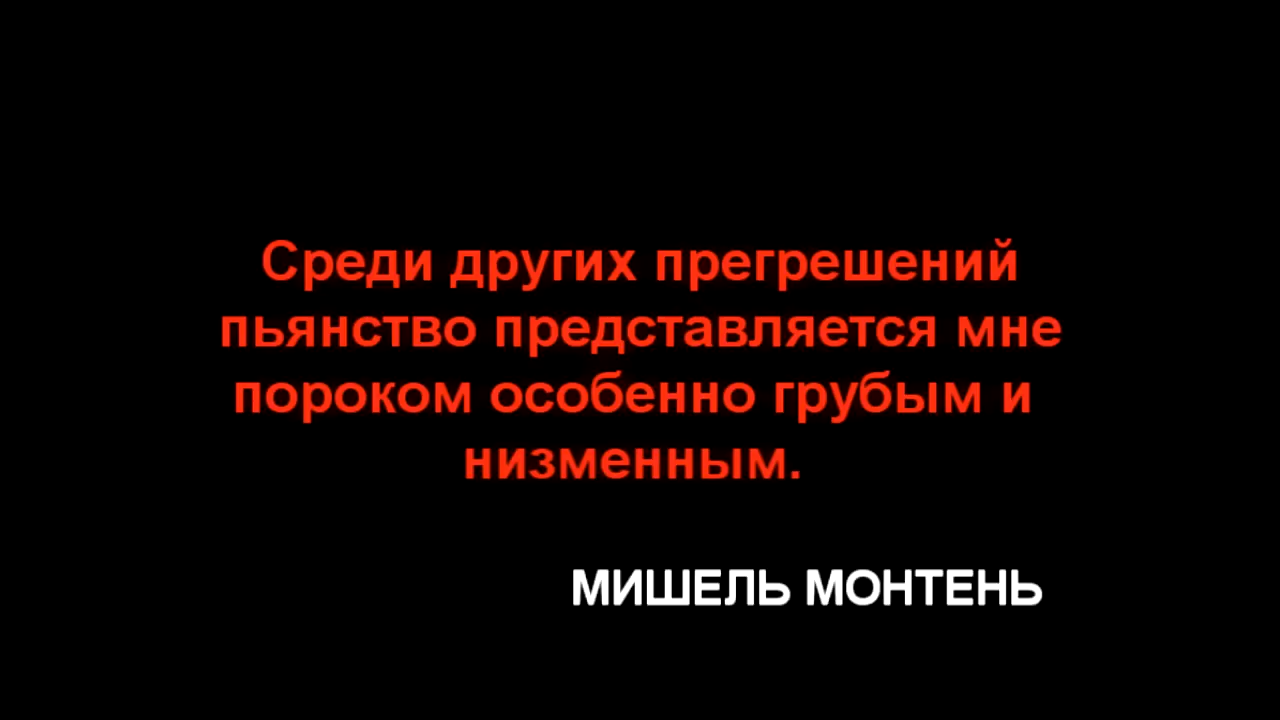 Среди других прегрешений
пьянство представляется мне
пороком особенно грубым и
низменным.
МИШЕЛЬ МОНТЕНЬ